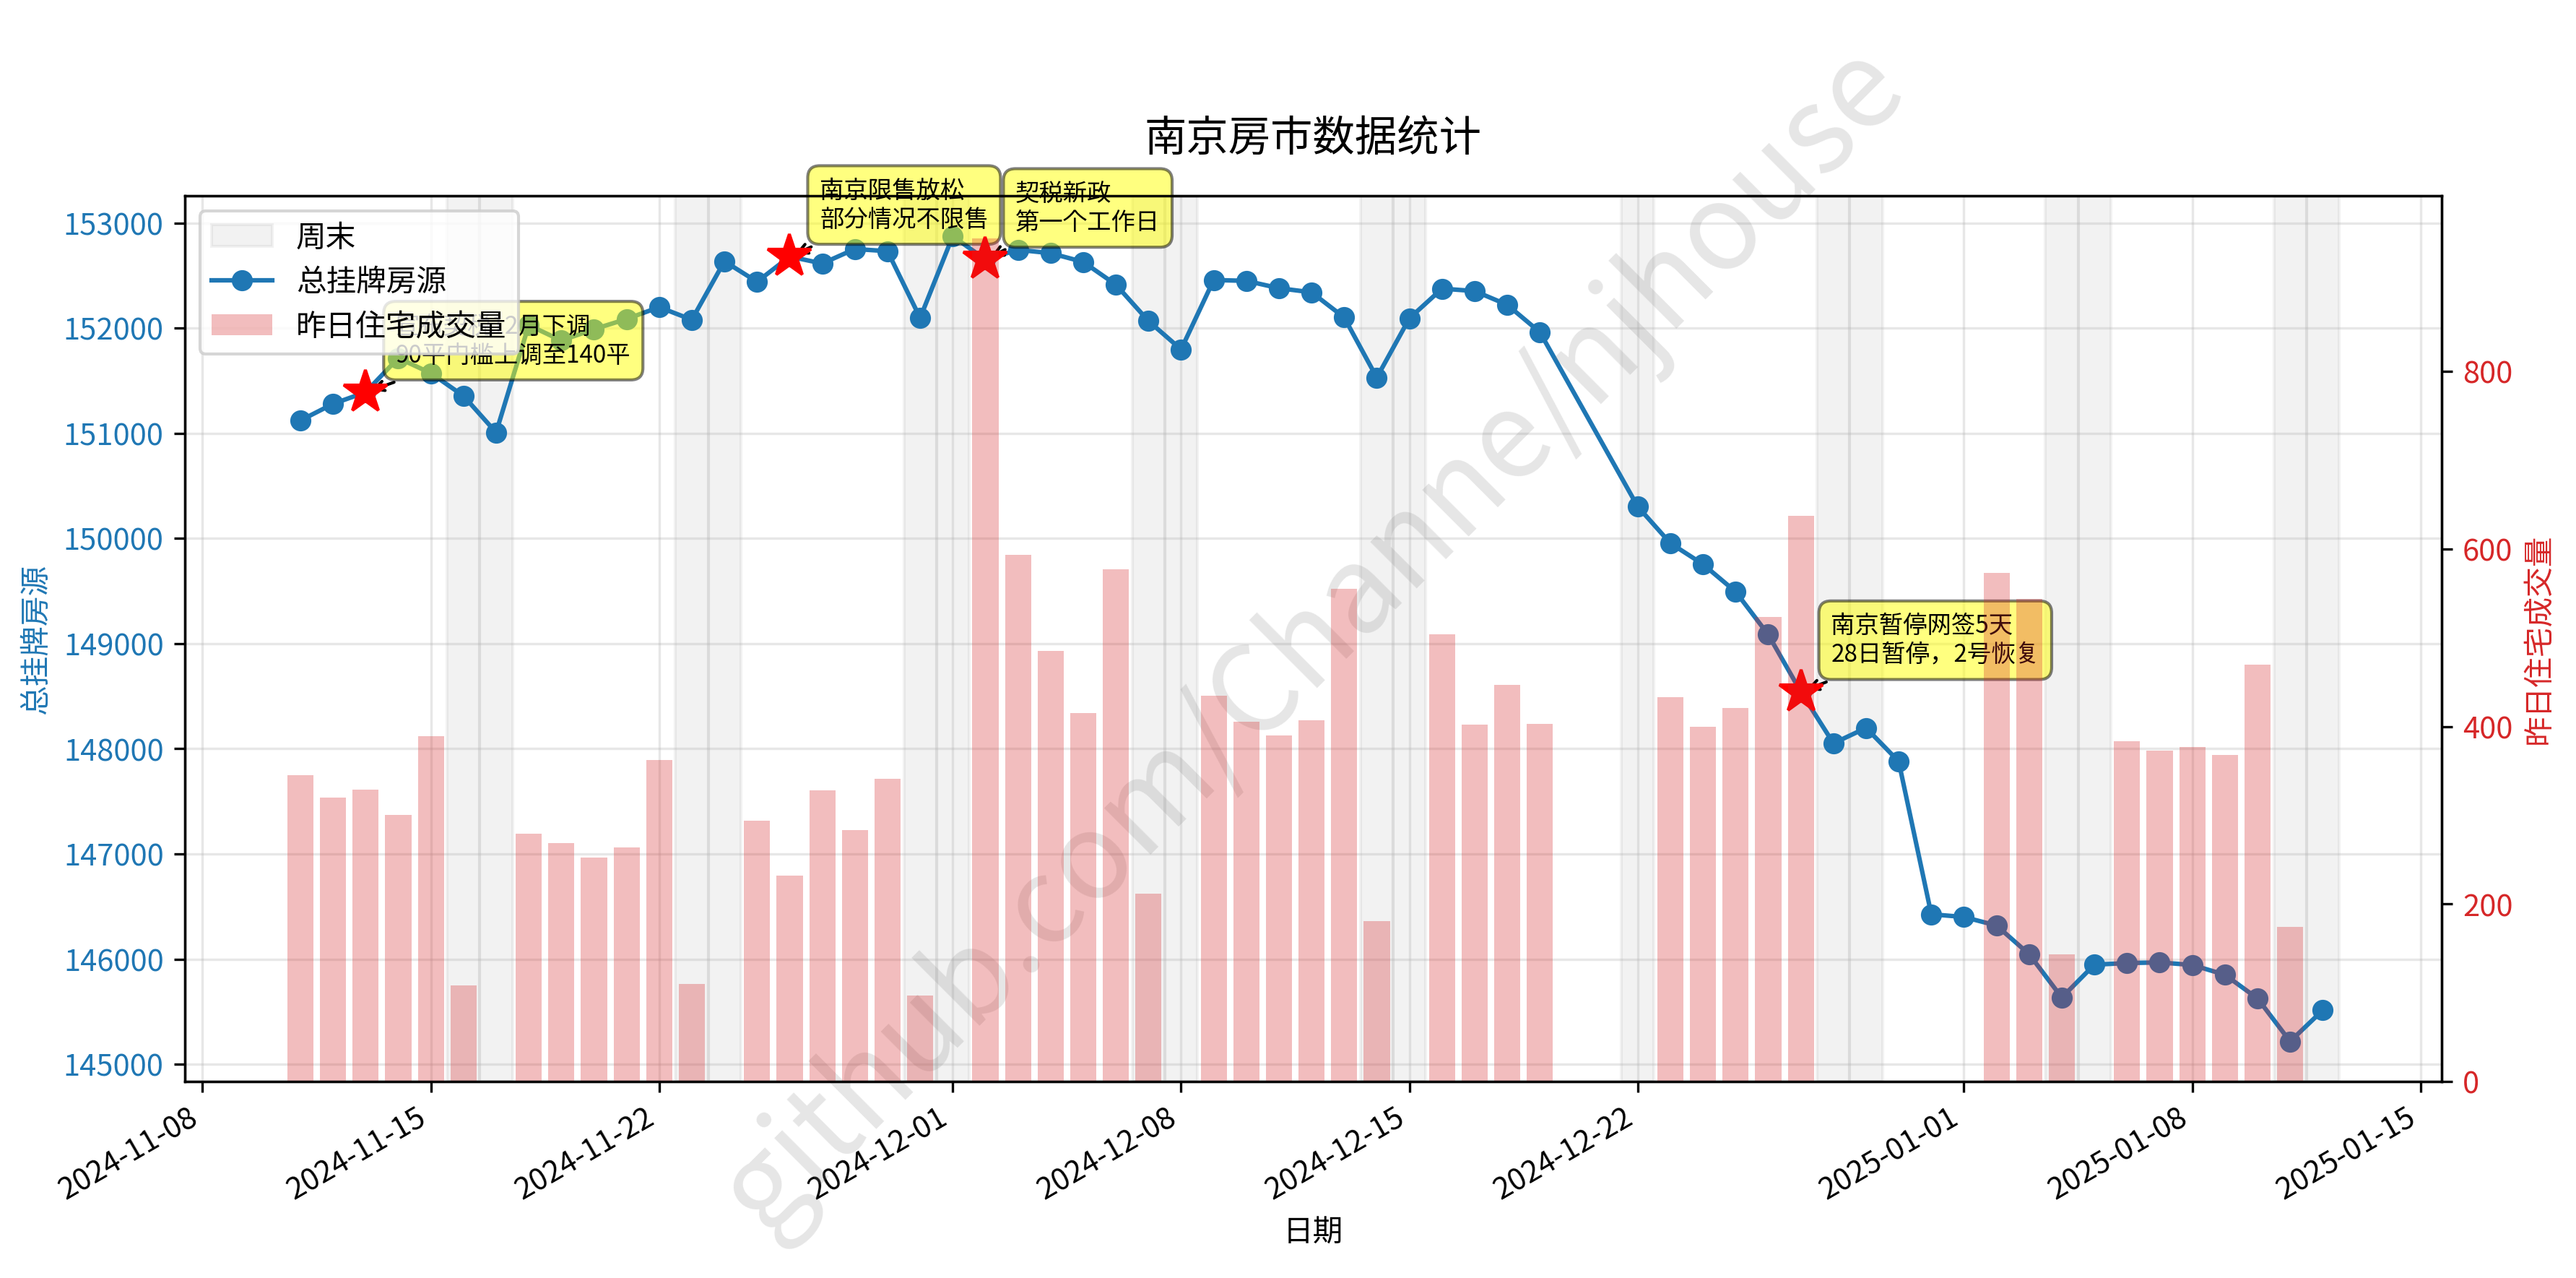 南京房市数据统计
南京限售放松
部分情况不限售
契税新政
第一个工作日
周末
总挂牌房源
昨日住宅成交量
2月下调
90平门槛上调至140平
南京暂停网签5天
28日暂停，2号恢复
153000
152000
151000
150000
149000
148000
147000
146000
145000
总挂牌房源
800
600
400
200
0
昨日住宅成交量
2024-11-08
2024-11-15
2024-11-22
2024-12-01
2024-12-08
2024-12-15
2024-12-22
2025-01-01
2025-01-08
2025-01-15
日期
github.com/Channe/njhouse